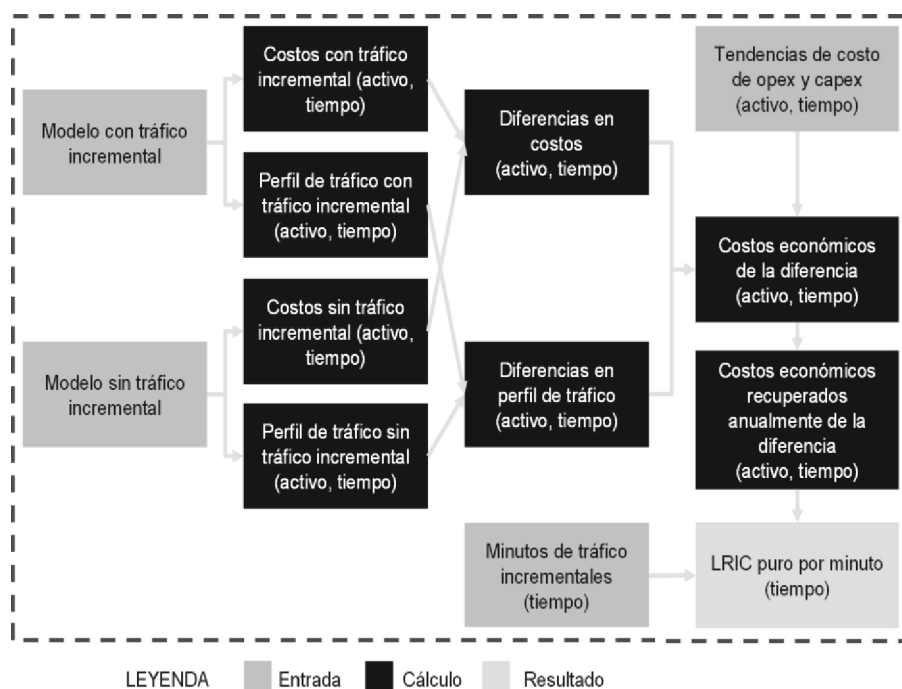 Modelo con tráfico
incremental
Modelo sin tráfico
incremental
Costos con tráfico
incremental (activo,
tiempo)
Perfil de tráfico con
tráfico incremental
(activo, tiempo)
Costos sin tráfico
incremental (activo,
tiempo)
Perfil de tráfico sin
tráfico incremental
(activo, tiempo)
Diferencias en
costos
(activo, tiempo)
Diferencias en
perfil de tráfico
(activo, tiempo)
Minutos de tráfico
incrementales
(tiempo)
Tendencias de costo
de opex y capex
(activo, tiempo)
Costos económicos
de la diferencia
(activo, tiempo)
Costos económicos
recuperados
anualmente de la
diferencia
(activo, tiempo)
LRIC puro por minuto
(tiempo)
LEYENDA Entrada Cálculo Resultado